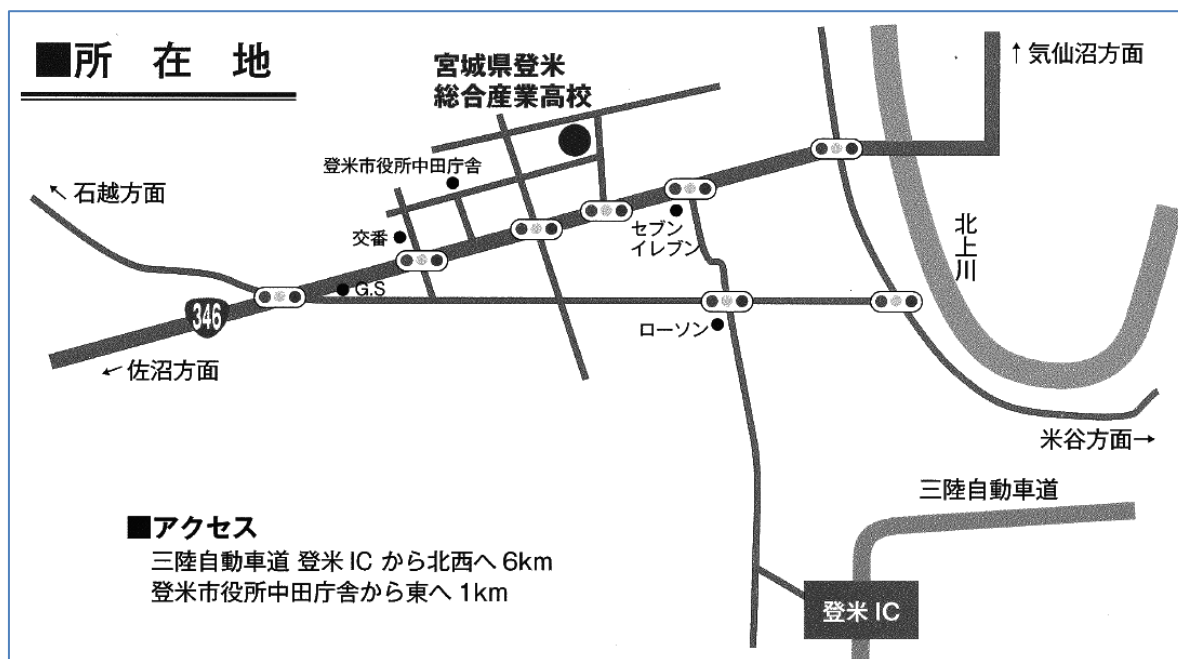 ■所 在 地
宮城県登米
総合産業高校
↑気仙沼方面
登米市役所中田庁舎
↖石越方面
交番
セブン
イレブン
北上川
G.S
346
ローソン
←佐沼方面
米谷方面→
三陸自動車道
■アクセス
三陸自動車道 登米 IC から北西へ 6km
登米市役所中田庁舎から東へ 1km
登米 IC